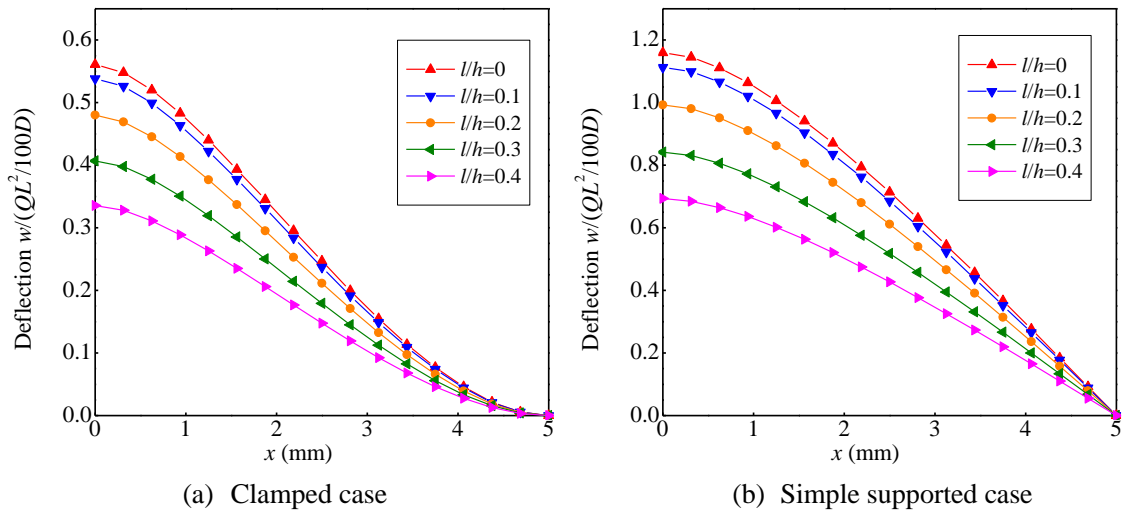 Deflection w/(QL²/100D)
0.6
0.5
0.4
0.3
0.2
0.1
0.0
l/h=0
l/h=0.1
l/h=0.2
l/h=0.3
l/h=0.4
0 1 2 3 4 5
x (mm)
(a) Clamped case
Deflection w/(QL²/100D)
1.2
1.0
0.8
0.6
0.4
0.2
0.0
l/h=0
l/h=0.1
l/h=0.2
l/h=0.3
l/h=0.4
0 1 2 3 4 5
x (mm)
(b) Simple supported case